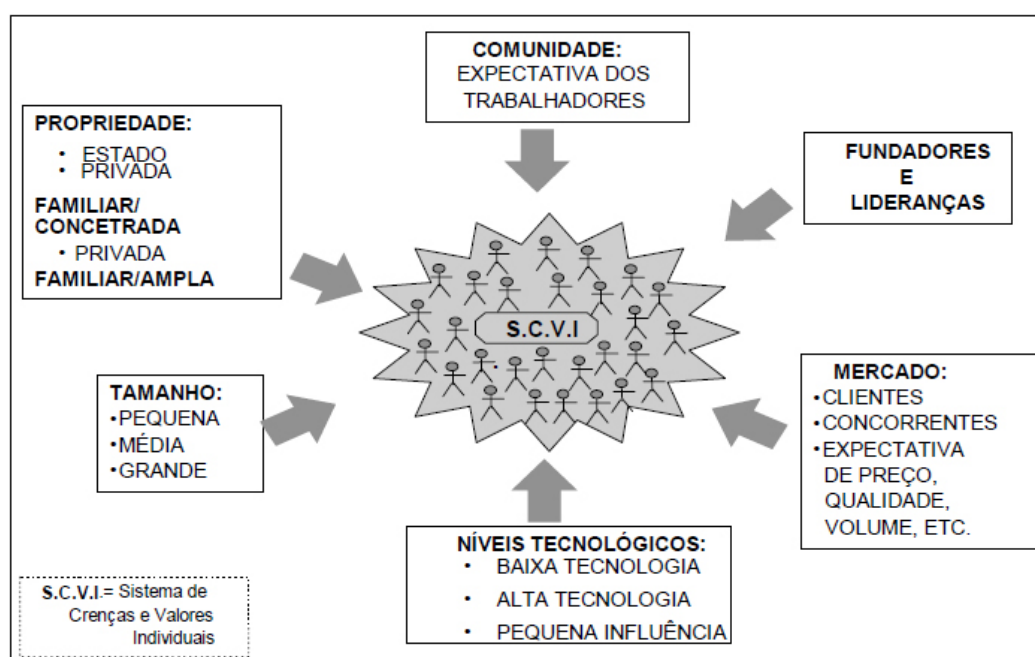 COMUNIDADE:
EXPECTATIVA DOS
TRABALHADORES
PROPRIEDADE:
• ESTADO
• PRIVADA
FAMILIAR/
CONCETRADA
• PRIVADA
FAMILIAR/AMPLA
FUNDADORES
E
LIDERANÇAS
S.C.V.I
TAMANHO:
•PEQUENA
•MÉDIA
•GRANDE
MERCADO:
•CLIENTES
•CONCORRENTES
•EXPECTATIVA
DE PREÇO,
QUALIDADE,
VOLUME, ETC.
NÍVEIS TECNOLÓGICOS:
• BAIXA TECNOLOGIA
• ALTA TECNOLOGIA
• PEQUENA INFLUÊNCIA
S.C.V.I.= Sistema de
Crenças e Valores
Individuais